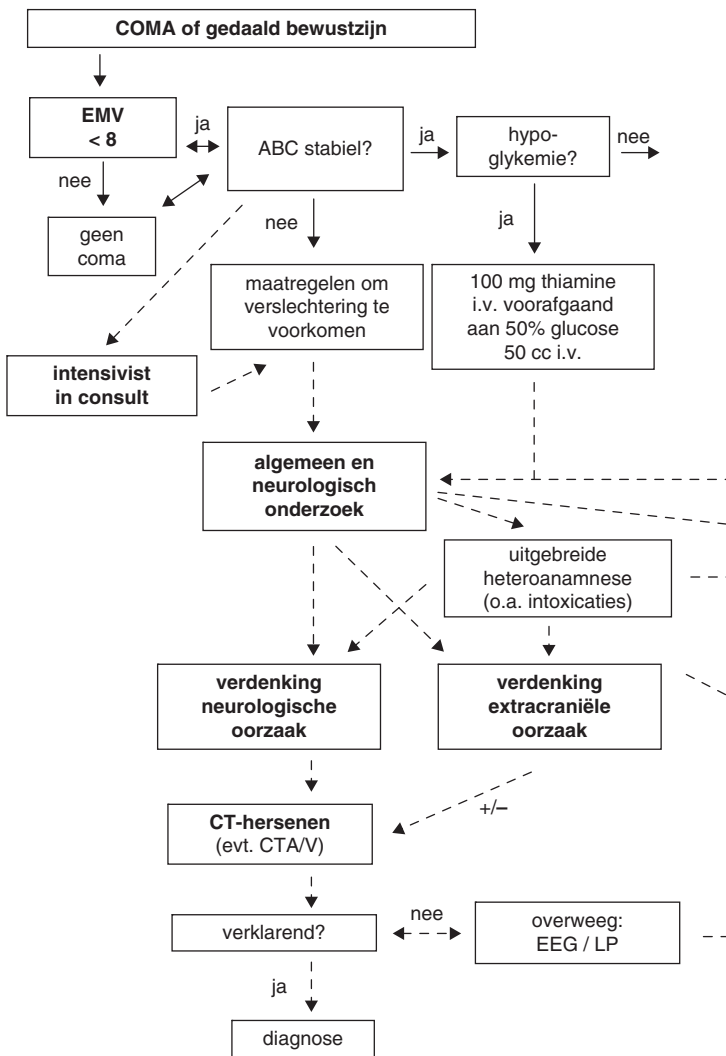 COMA of gedaald bewustzijn
EMV
< 8
ja
ABC stabiel?
ja
hypo-
glykemie?
nee
nee
geen
coma
nee
ja
maatregelen om
verslechtering te
voorkomen
100 mg thiamine
i.v. voorafgaand
aan 50% glucose
50 cc i.v.
intensivist
in consult
algemeen en
neurologisch
onderzoek
uitgebreide
heteroanamnese
(o.a. intoxicaties)
verdenking
neurologische
oorzaak
verdenking
extracraniële
oorzaak
+/–
CT-hersenen
(evt. CTA/V)
verklarend?
nee
overweeg:
EEG / LP
ja
diagnose